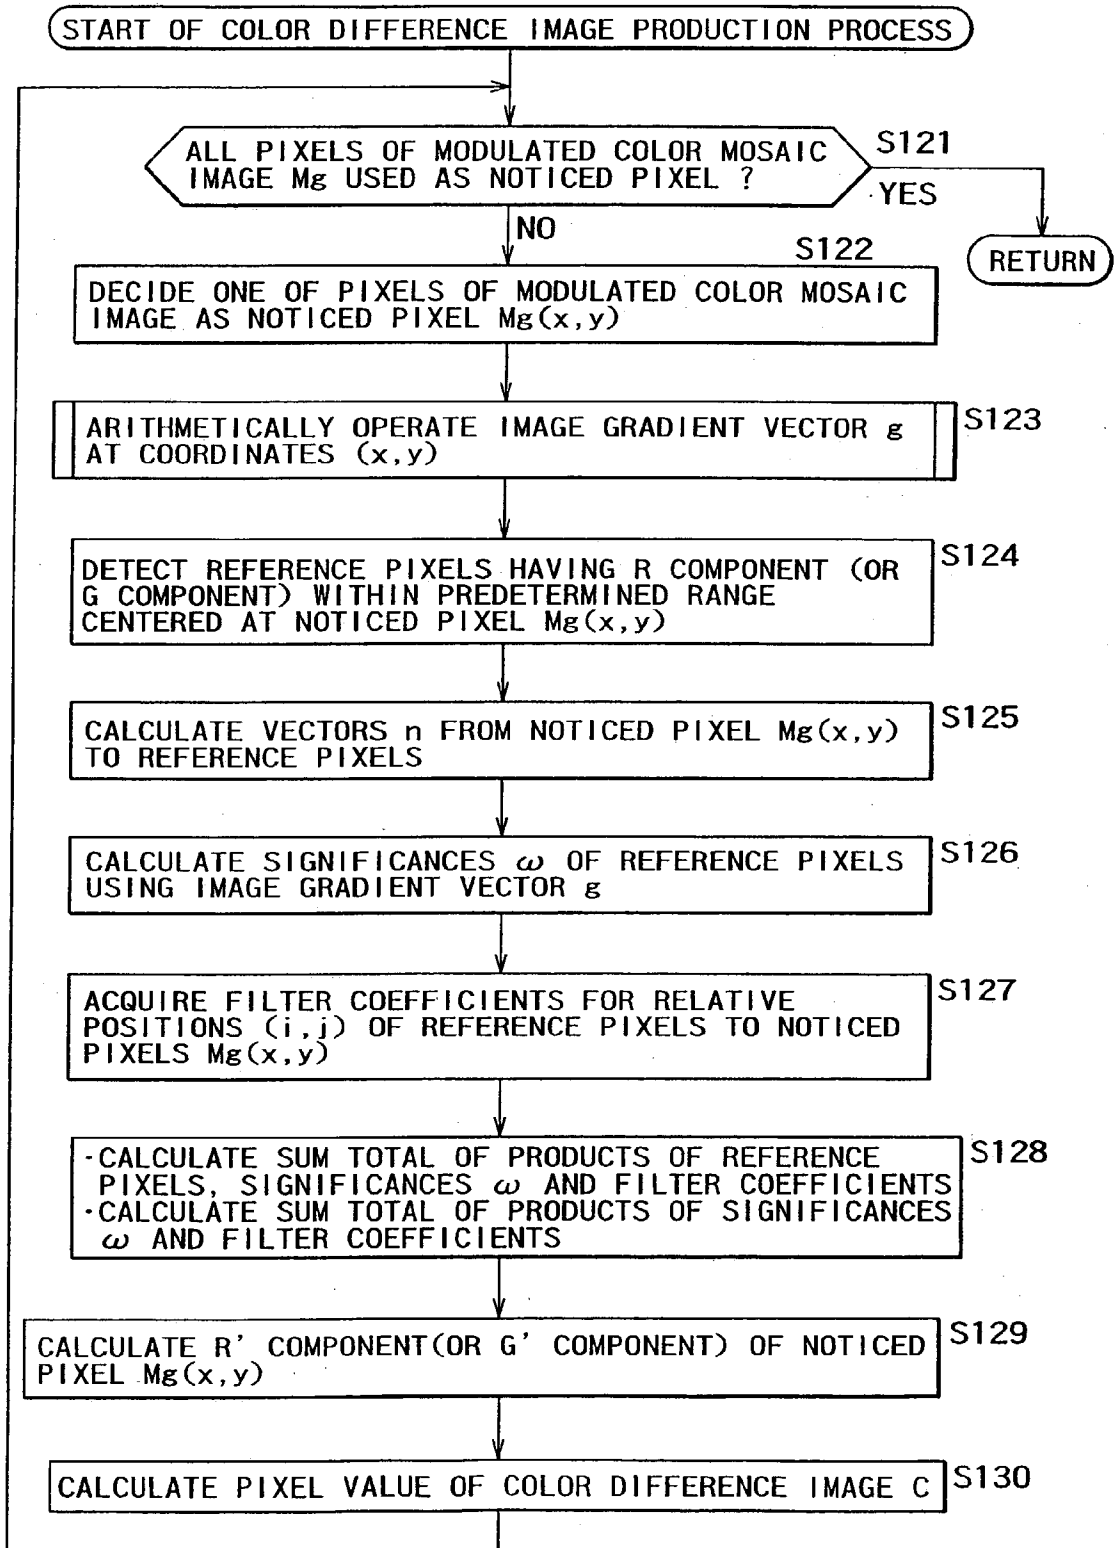 START OF COLOR DIFFERENCE IMAGE PRODUCTION PROCESS
ALL PIXELS OF MODULATED COLOR MOSAIC
IMAGE Mg USED AS NOTICED PIXEL ?
S121
YES
NO
RETURN
S122
DECIDE ONE OF PIXELS OF MODULATED COLOR MOSAIC
IMAGE AS NOTICED PIXEL Mg(x,y)
S123
ARITHMETICALLY OPERATE IMAGE GRADIENT VECTOR g
AT COORDINATES (x,y)
S124
DETECT REFERENCE PIXELS HAVING R COMPONENT (OR
G COMPONENT) WITHIN PREDETERMINED RANGE
CENTERED AT NOTICED PIXEL Mg(x,y)
S125
CALCULATE VECTORS n FROM NOTICED PIXEL Mg(x,y)
TO REFERENCE PIXELS
S126
CALCULATE SIGNIFICANCES ω OF REFERENCE PIXELS
USING IMAGE GRADIENT VECTOR g
S127
ACQUIRE FILTER COEFFICIENTS FOR RELATIVE
POSITIONS (i,j) OF REFERENCE PIXELS TO NOTICED
PIXELS Mg(x,y)
S128
·CALCULATE SUM TOTAL OF PRODUCTS OF REFERENCE
PIXELS, SIGNIFICANCES ω AND FILTER COEFFICIENTS
·CALCULATE SUM TOTAL OF PRODUCTS OF SIGNIFICANCES
ω AND FILTER COEFFICIENTS
S129
CALCULATE R' COMPONENT(OR G' COMPONENT) OF NOTICED
PIXEL Mg(x,y)
S130
CALCULATE PIXEL VALUE OF COLOR DIFFERENCE IMAGE C